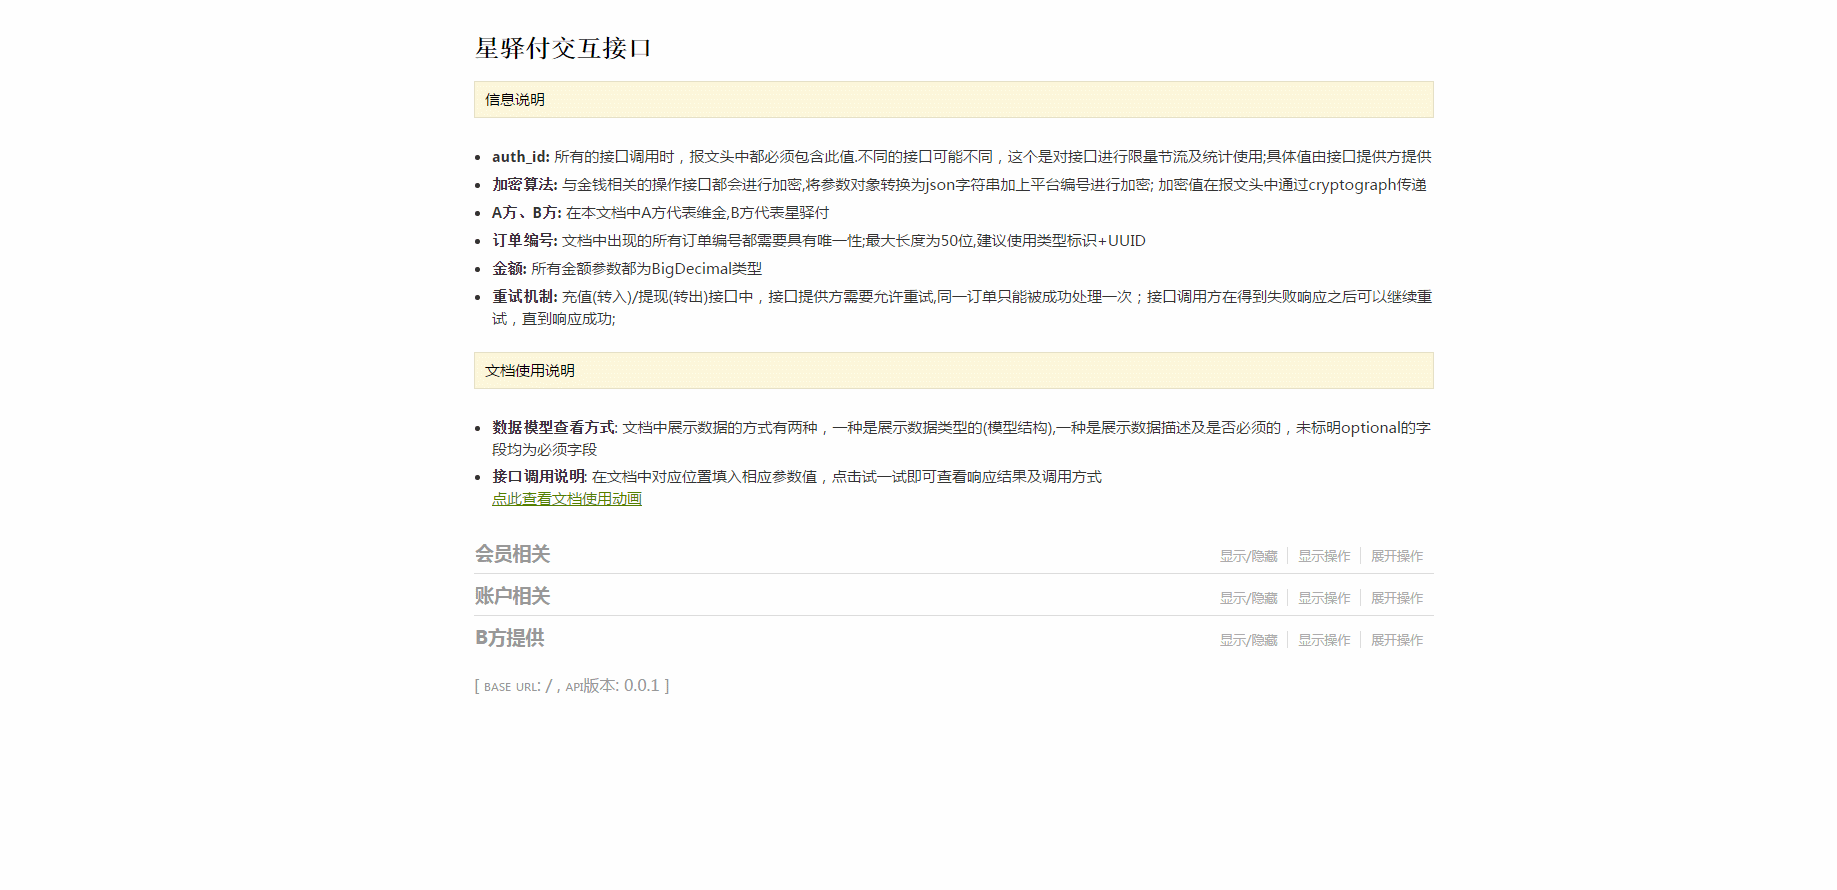 星驿付交互接口
信息说明
auth_id: 所有的接口调用时，报文头中都必须包含此值.不同的接口可能不同，这个是对接口进行限量节流及统计使用;具体值由接口提供方提供
加密算法: 与金钱相关的操作接口都会进行加密,将参数对象转换为json字符串加上平台编号进行加密; 加密值在报文头中通过cryptograph传递
A方、B方: 在本文档中A方代表维金,B方代表星驿付
订单编号: 文档中出现的所有订单编号都需要具有唯一性;最大长度为50位,建议使用类型标识+UUID
金额: 所有金额参数都为BigDecimal类型
重试机制: 充值(转入)/提现(转出)接口中，接口提供方需要允许重试,同一订单只能被成功处理一次；接口调用方在得到失败响应之后可以继续重
试，直到响应成功;
文档使用说明
数据模型查看方式: 文档中展示数据的方式有两种，一种是展示数据类型的(模型结构),一种是展示数据描述及是否必须的，未标明optional的字
段均为必须字段
接口调用说明: 在文档中对应位置填入相应参数值，点击试一试即可查看响应结果及调用方式
点此查看文档使用动画
会员相关 显示/隐藏 显示操作 展开操作
账户相关 显示/隐藏 显示操作 展开操作
B方提供 显示/隐藏 显示操作 展开操作
[ BASE URL: / , API版本: 0.0.1 ]